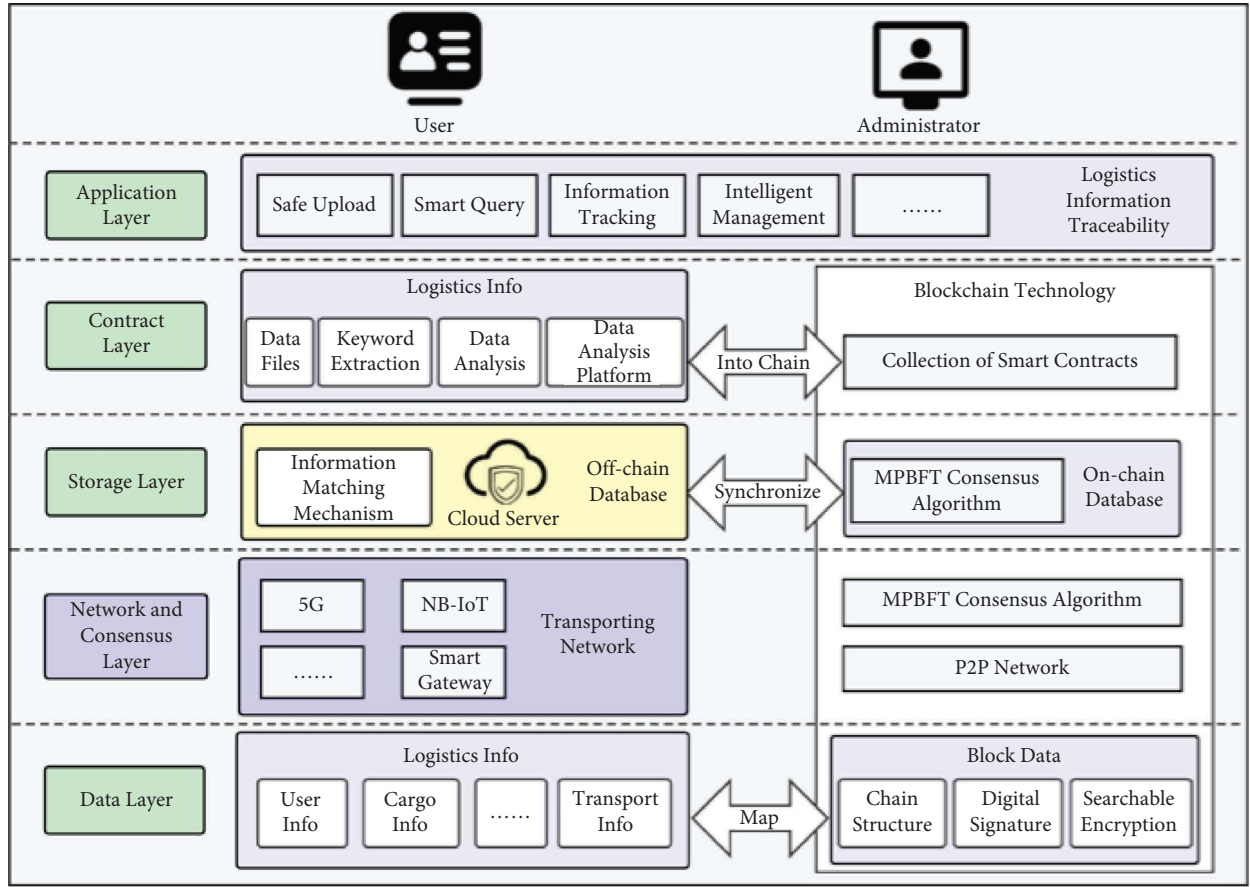 User
Administrator
Application
Layer
Safe Upload
Smart Query
Information
Tracking
Intelligent
Management
......
Logistics
Information
Traceability
Contract
Layer
Logistics Info
Data
Files
Keyword
Extraction
Data
Analysis
Data
Analysis
Platform
Into Chain
Blockchain Technology
Collection of Smart Contracts
Storage Layer
Information
Matching
Mechanism
Cloud Server
Off-chain
Database
Synchronize
MPBFT Consensus
Algorithm
On-chain
Database
Network and
Consensus
Layer
5G
NB-IoT
......
Smart
Gateway
Transporting
Network
MPBFT Consensus Algorithm
P2P Network
Data Layer
Logistics Info
User
Info
Cargo
Info
......
Transport
Info
Map
Block Data
Chain
Structure
Digital
Signature
Searchable
Encryption